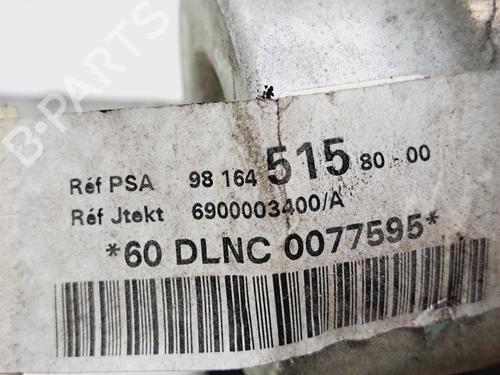 B-PARTS
Réf PSA 98 164 515 80-00
Réf Jtekt 6900003400/A
*60 DLNC 0077595*